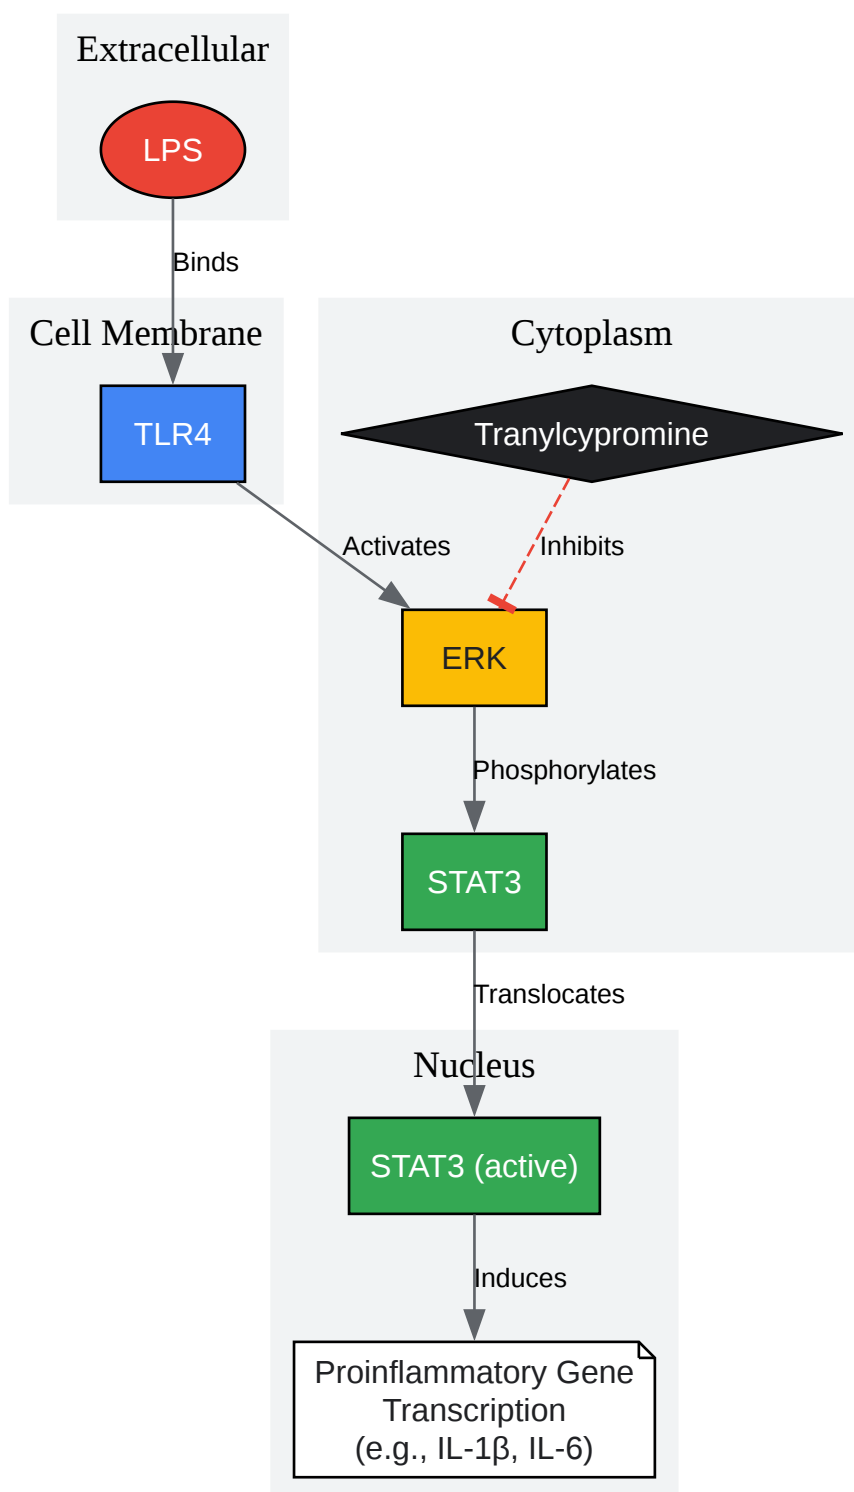 Extracellular
LPS
Binds
Cell Membrane
Cytoplasm
TLR4
Tranylcypromine
Activates
Inhibits
ERK
Phosphorylates
STAT3
Translocates
Nucleus
STAT3 (active)
Induces
Proinflammatory Gene
Transcription
(e.g., IL-1β, IL-6)